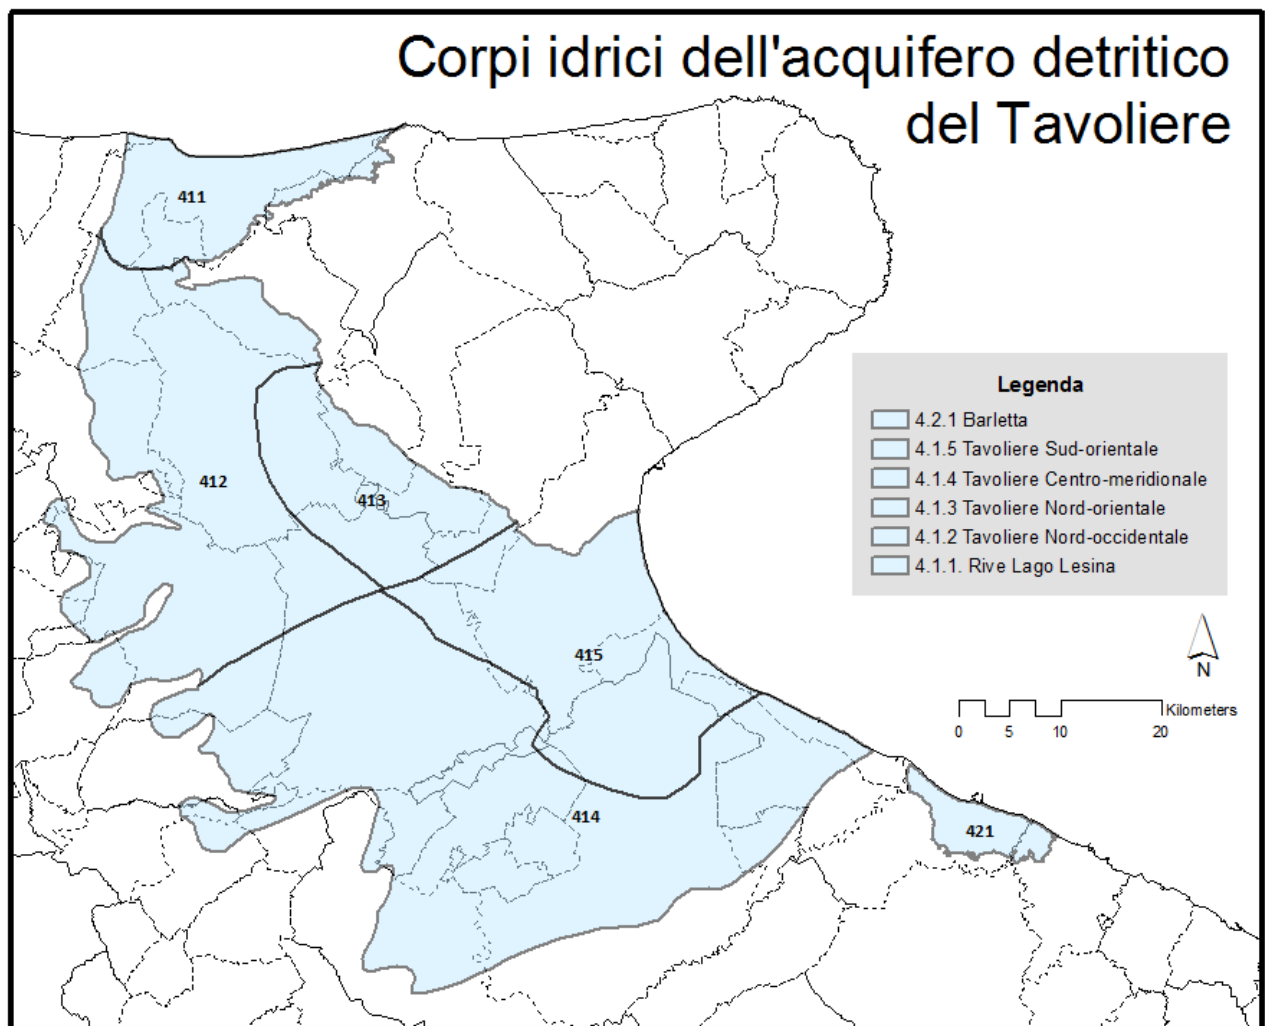 Corpi idrici dell'acquifero detritico
del Tavoliere
411
412
413
415
414
421
Legenda
4.2.1 Barletta
4.1.5 Tavoliere Sud-orientale
4.1.4 Tavoliere Centro-meridionale
4.1.3 Tavoliere Nord-orientale
4.1.2 Tavoliere Nord-occidentale
4.1.1. Rive Lago Lesina
N
Kilometers
0 5 10 20